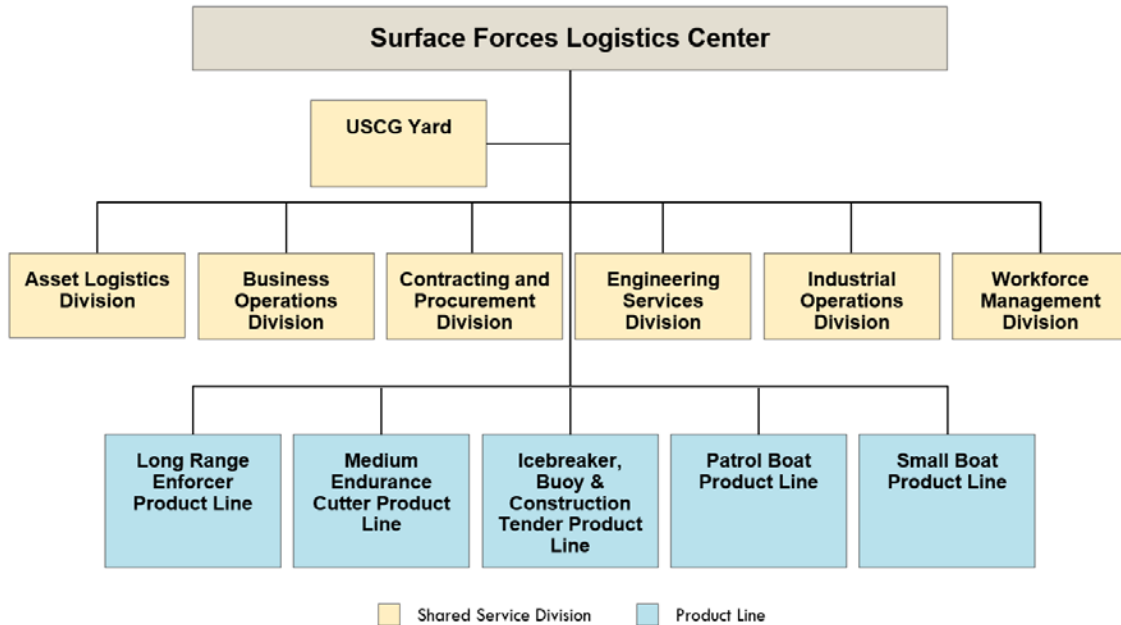 Surface Forces Logistics Center
USCG Yard
Asset Logistics
Division
Business
Operations
Division
Contracting and
Procurement
Division
Engineering
Services
Division
Industrial
Operations
Division
Workforce
Management
Division
Long Range
Enforcer
Product Line
Medium
Endurance
Cutter Product
Line
Icebreaker,
Buoy &
Construction
Tender Product
Line
Patrol Boat
Product Line
Small Boat
Product Line
Shared Service Division
Product Line